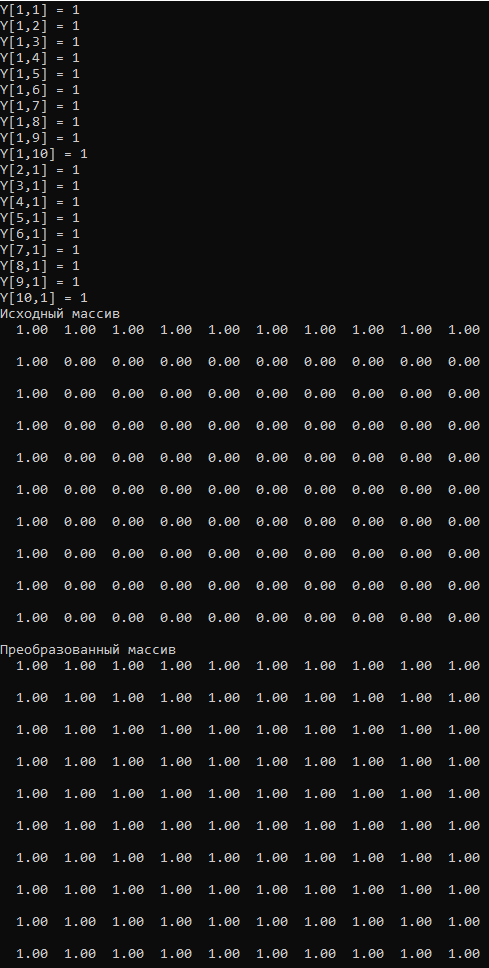 Y[1,1] = 1
Y[1,2] = 1
Y[1,3] = 1
Y[1,4] = 1
Y[1,5] = 1
Y[1,6] = 1
Y[1,7] = 1
Y[1,8] = 1
Y[1,9] = 1
Y[1,10] = 1
Y[2,1] = 1
Y[3,1] = 1
Y[4,1] = 1
Y[5,1] = 1
Y[6,1] = 1
Y[7,1] = 1
Y[8,1] = 1
Y[9,1] = 1
Y[10,1] = 1
Исходный массив
1.00 1.00 1.00 1.00 1.00 1.00 1.00 1.00 1.00 1.00
1.00 0.00 0.00 0.00 0.00 0.00 0.00 0.00 0.00 0.00
1.00 0.00 0.00 0.00 0.00 0.00 0.00 0.00 0.00 0.00
1.00 0.00 0.00 0.00 0.00 0.00 0.00 0.00 0.00 0.00
1.00 0.00 0.00 0.00 0.00 0.00 0.00 0.00 0.00 0.00
1.00 0.00 0.00 0.00 0.00 0.00 0.00 0.00 0.00 0.00
1.00 0.00 0.00 0.00 0.00 0.00 0.00 0.00 0.00 0.00
1.00 0.00 0.00 0.00 0.00 0.00 0.00 0.00 0.00 0.00
1.00 0.00 0.00 0.00 0.00 0.00 0.00 0.00 0.00 0.00
1.00 0.00 0.00 0.00 0.00 0.00 0.00 0.00 0.00 0.00
Преобразованный массив
1.00 1.00 1.00 1.00 1.00 1.00 1.00 1.00 1.00 1.00
1.00 1.00 1.00 1.00 1.00 1.00 1.00 1.00 1.00 1.00
1.00 1.00 1.00 1.00 1.00 1.00 1.00 1.00 1.00 1.00
1.00 1.00 1.00 1.00 1.00 1.00 1.00 1.00 1.00 1.00
1.00 1.00 1.00 1.00 1.00 1.00 1.00 1.00 1.00 1.00
1.00 1.00 1.00 1.00 1.00 1.00 1.00 1.00 1.00 1.00
1.00 1.00 1.00 1.00 1.00 1.00 1.00 1.00 1.00 1.00
1.00 1.00 1.00 1.00 1.00 1.00 1.00 1.00 1.00 1.00
1.00 1.00 1.00 1.00 1.00 1.00 1.00 1.00 1.00 1.00
1.00 1.00 1.00 1.00 1.00 1.00 1.00 1.00 1.00 1.00